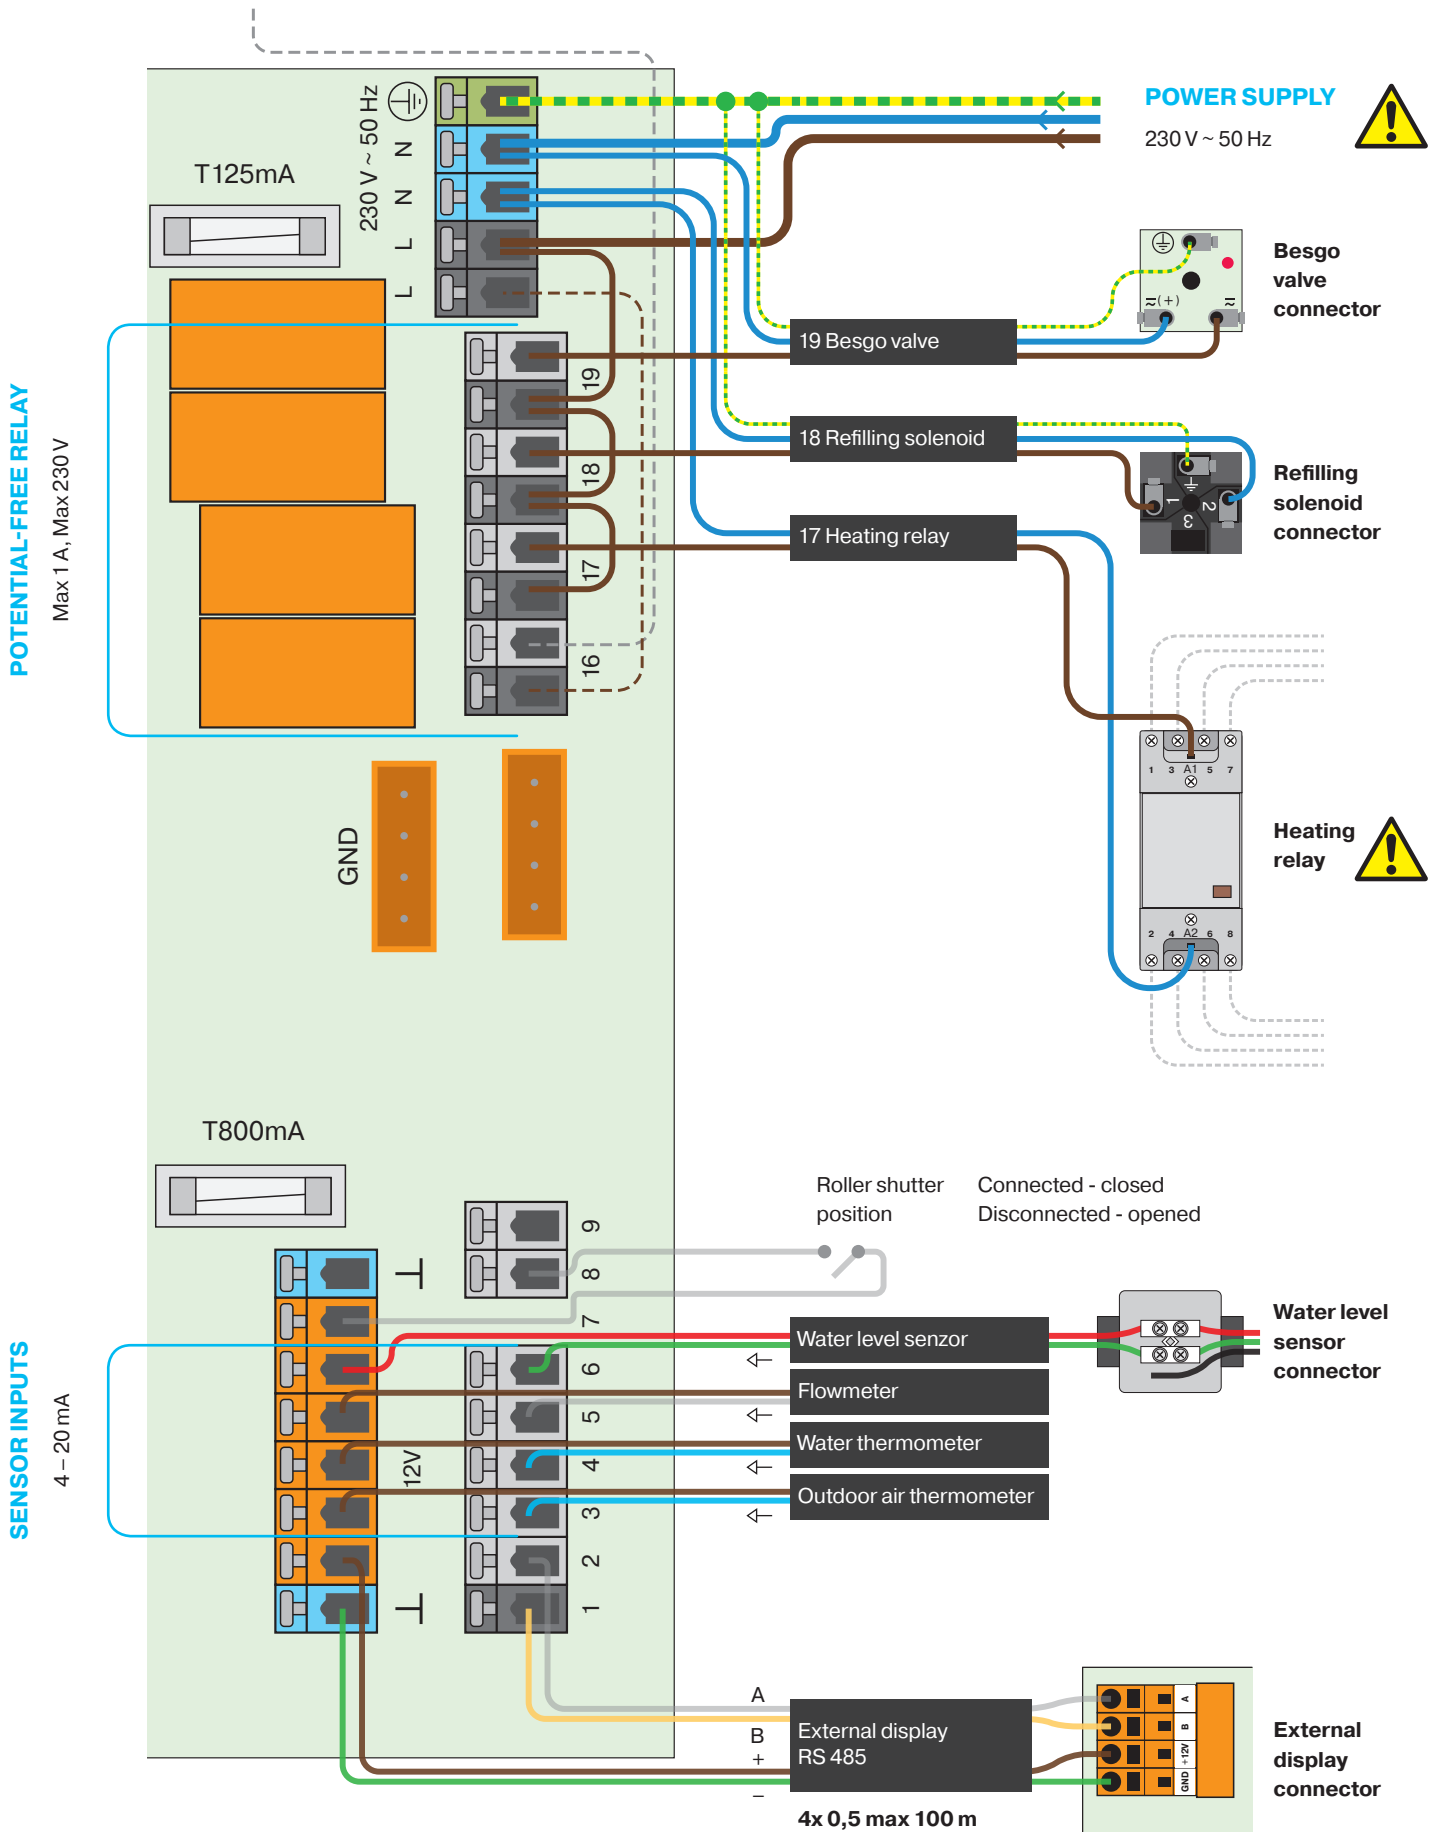 POWER SUPPLY
230 V ~ 50 Hz
230 V ~ 50 Hz
N
N
L
L
T125mA
POTENTIAL-FREE RELAY
Max 1 A, Max 230 V
19
18
17
16
19 Besgo valve
18 Refilling solenoid
17 Heating relay
(+)
Besgo
valve
connector
1
2
3
Refilling
solenoid
connector
1 3 A1 5 7
2 4 A2 6 8
Heating
relay
GND
T800mA
Roller shutter
position
Connected - closed
Disconnected - opened
SENSOR INPUTS
4 – 20 mA
12V
9
8
7
6
5
4
3
2
1
Water level senzor
Flowmeter
Water thermometer
Outdoor air thermometer
Water level
sensor
connector
A
B
+
–
External display
RS 485
4x 0,5 max 100 m
A
B
+12V
GND
External
display
connector